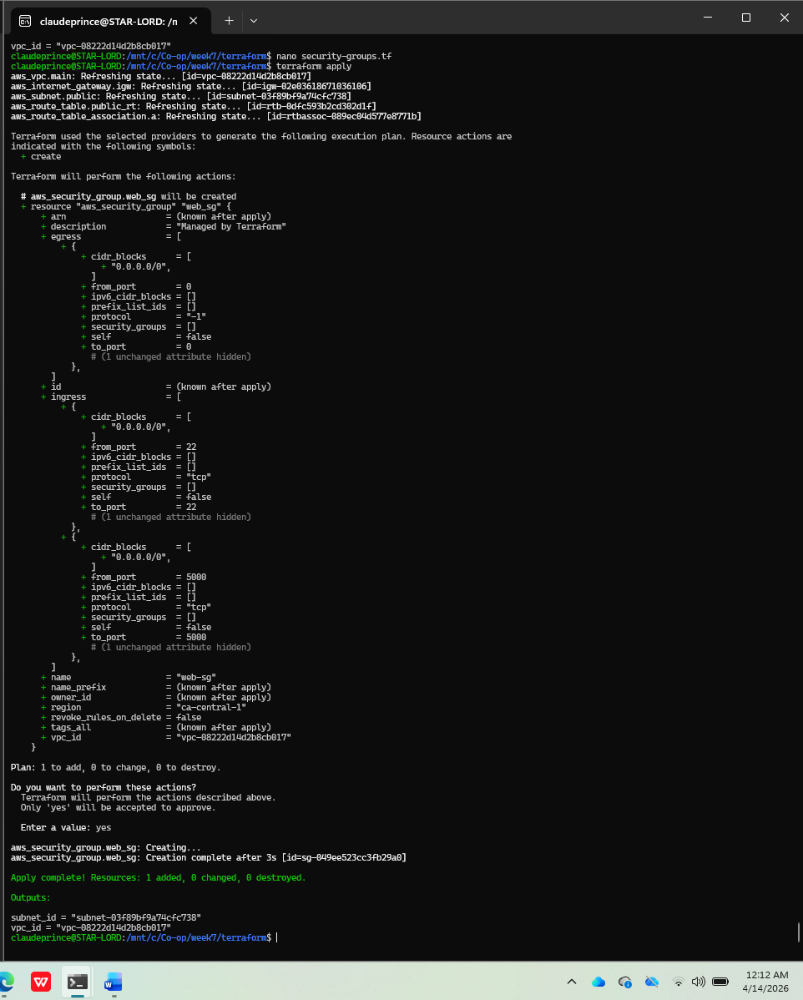 claudeprince@STAR-LORD: /n
vpc_id = "vpc-08222d14d2b8cb017"
claudeprince@STAR-LORD:/mnt/c/Co-op/week7/terraform$ nano security-groups.tf
claudeprince@STAR-LORD:/mnt/c/Co-op/week7/terraform$ terraform apply
aws_vpc.main: Refreshing state... [id=vpc-08222d14d2b8cb017]
aws_internet_gateway.igw: Refreshing state... [id=igw-02e03618671036106]
aws_subnet.public: Refreshing state... [id=subnet-03f89bf9a74cfc738]
aws_route_table.public_rt: Refreshing state... [id=rtb-0dfc593b2cd302d1f]
aws_route_table_association.a: Refreshing state... [id=rtbassoc-089ec04d577e8771b]
Terraform used the selected providers to generate the following execution plan. Resource actions are
indicated with the following symbols:
+ create
Terraform will perform the following actions:
# aws_security_group.web_sg will be created
+ resource "aws_security_group" "web_sg" {
+ arn = (known after apply)
+ description = "Managed by Terraform"
+ egress = [
+ {
+ cidr_blocks = [
+ "0.0.0.0/0",
]
+ from_port = 0
+ ipv6_cidr_blocks = []
+ prefix_list_ids = []
+ protocol = "-1"
+ security_groups = []
+ self = false
+ to_port = 0
# (1 unchanged attribute hidden)
},
]
+ id = (known after apply)
+ ingress = [
+ {
+ cidr_blocks = [
+ "0.0.0.0/0",
]
+ from_port = 22
+ ipv6_cidr_blocks = []
+ prefix_list_ids = []
+ protocol = "tcp"
+ security_groups = []
+ self = false
+ to_port = 22
# (1 unchanged attribute hidden)
},
+ {
+ cidr_blocks = [
+ "0.0.0.0/0",
]
+ from_port = 5000
+ ipv6_cidr_blocks = []
+ prefix_list_ids = []
+ protocol = "tcp"
+ security_groups = []
+ self = false
+ to_port = 5000
# (1 unchanged attribute hidden)
},
]
+ name = "web-sg"
+ name_prefix = (known after apply)
+ owner_id = (known after apply)
+ region = "ca-central-1"
+ revoke_rules_on_delete = false
+ tags_all = (known after apply)
+ vpc_id = "vpc-08222d14d2b8cb017"
}
Plan: 1 to add, 0 to change, 0 to destroy.
Do you want to perform these actions?
Terraform will perform the actions described above.
Only 'yes' will be accepted to approve.
Enter a value: yes
aws_security_group.web_sg: Creating...
aws_security_group.web_sg: Creation complete after 3s [id=sg-049ee523cc3fb29a0]
Apply complete! Resources: 1 added, 0 changed, 0 destroyed.
Outputs:
subnet_id = "subnet-03f89bf9a74cfc738"
vpc_id = "vpc-08222d14d2b8cb017"
claudeprince@STAR-LORD:/mnt/c/Co-op/week7/terraform$
12:12 AM
4/14/2026